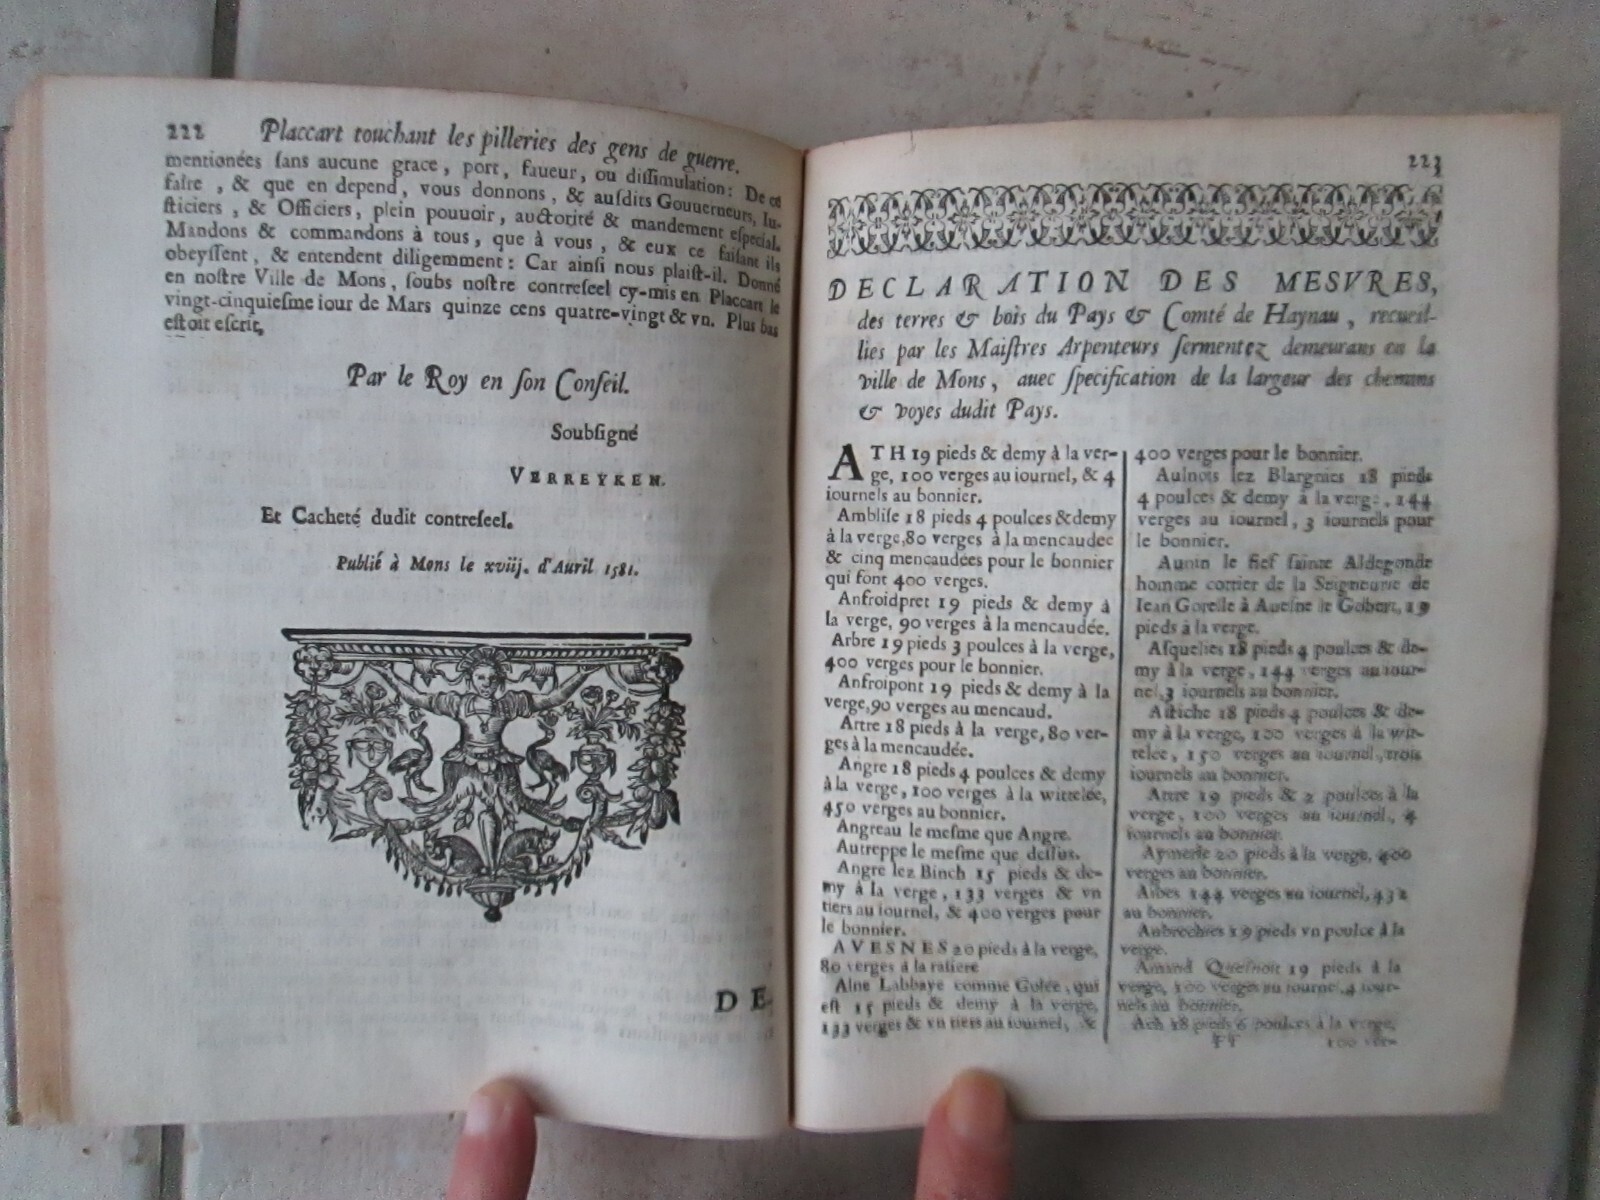 222 Placcart touchant les pilleries des gens de guerre.
mentionées ſans aucune grace, port, faueur, ou diſſimulation: De ce
faire, & que en depend, vous donnons, & auſdits Gouuerneurs, Iu-
ſticiers, & Officiers, plein pouuoir, auctorité & mandement eſpecial.
Mandons & commandons à tous, que à vous, & eux ce faiſant ils
obeyſſent, & entendent diligemment: Car ainſi nous plaiſt-il. Donné
en noſtre Ville de Mons, ſoubs noſtre contreſeel cy-mis en Placcart le
vingt-cinquieſme iour de Mars quinze cens quatre-vingt & vn. Plus bas
eſtoit eſcrit,
Par le Roy en ſon Conſeil.
Soubſigné
VERREYKEN.
Et Cacheté dudit contreſeel.
Publié à Mons le xviij. d'Auril 1581.
DE-
223
DECLARATION DES MESVRES,
des terres & bois du Pays & Comté de Haynau, recueil-
lies par les Maiſtres Arpenteurs ſermentez demeurans en la
ville de Mons, auec ſpecification de la largeur des chemins
& voyes dudit Pays.
ATH 19 pieds & demy à la ver-
ge, 100 verges au iournel, & 4
iournels au bonnier.
Ambliſe 18 pieds 4 poulces & demy
à la verge, 80 verges à la mencaudee
& cinq mencaudées pour le bonnier
qui font 400 verges.
Anfroidpret 19 pieds & demy à
la verge, 90 verges à la mencaudée.
Arbre 19 pieds 3 poulces à la verge,
400 verges pour le bonnier.
Anfroipont 19 pieds & demy à la
verge, 90 verges au mencaud.
Artre 18 pieds à la verge, 80 ver-
ges à la mencaudée.
Angre 18 pieds 4 poulces & demy
à la verge, 100 verges à la wittelée,
450 verges au bonnier.
Angreau le meſme que Angre.
Autreppe le meſme que deſſus.
Angre lez Binch 15 pieds & de-
my à la verge, 133 verges & vn
tiers au iournel, & 400 verges pour
le bonnier.
AVESNES 20 pieds à la verge,
80 verges à la raſiere
Alne Labbaye comme Golée, qui
eſt 15 pieds & demy à la verge,
133 verges & vn tiers au iournel, &
400 verges pour le bonnier.
Aulnois lez Blargnies 18 pieds
4 poulces & demy à la verge, 144
verges au iournel, 3 iournels pour
le bonnier.
Aunin le fief ſainte Aldegonde
homme cottier de la Seigneurie de
Iean Gorelle à Aueſne le Golbert, 19
pieds à la verge.
Aſquelies 18 pieds 4 poulces & de-
my à la verge, 144 verges au iour-
nel, 3 iournels au bonnier.
Aſtiche 18 pieds 4 poulces & de-
my à la verge, 100 verges à la wit-
telée, 150 verges au iournel, trois
iournels au bonnier.
Artre 19 pieds & 2 poulces à la
verge, 100 verges au iournel, 4
iournels au bonnier.
Aymerie 20 pieds à la verge, 400
verges au bonnier.
Aibes 144 verges au iournel, 432
au bonnier.
Aubrechies 19 pieds vn poulce à la
verge.
Amand Queſnoit 19 pieds à la
verge, 100 verges au iournel, 4 iour-
nels au bonnier.
Ach 18 pieds 6 poulces à la verge,
Ff 100 ver-